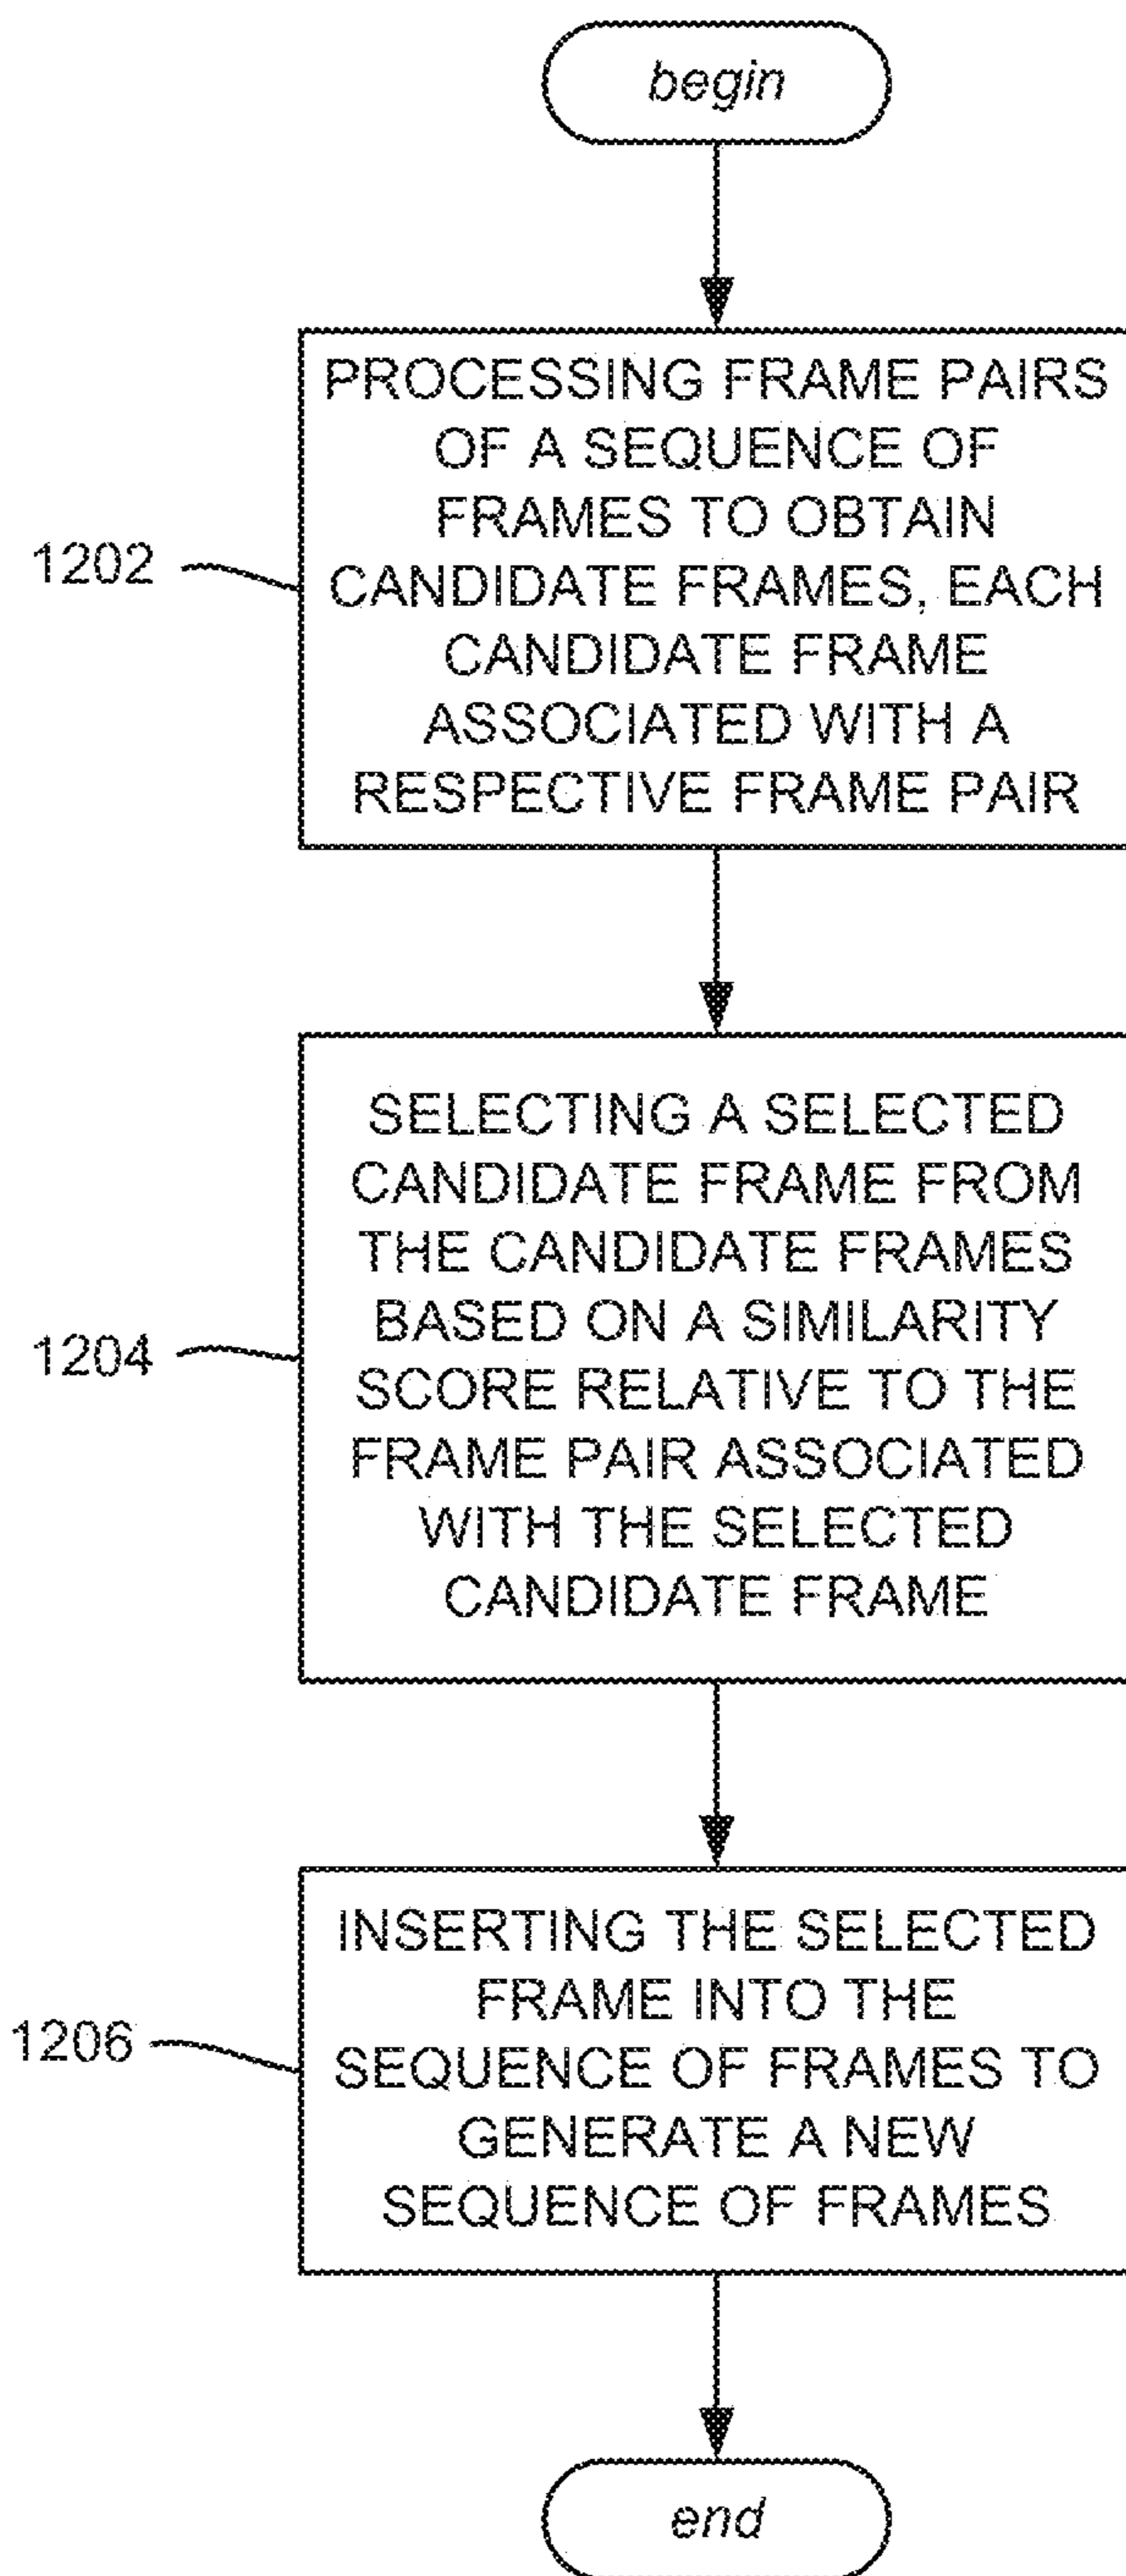 begin
PROCESSING FRAME PAIRS
OF A SEQUENCE OF
FRAMES TO OBTAIN
1202
CANDIDATE FRAMES, EACH
CANDIDATE FRAME
ASSOCIATED WITH A
RESPECTIVE FRAME PAIR
SELECTING A SELECTED
CANDIDATE FRAME FROM
THE CANDIDATE FRAMES
BASED ON A SIMILARITY
1204
SCORE RELATIVE TO THE
FRAME PAIR ASSOCIATED
WITH THE SELECTED
CANDIDATE FRAME
INSERTING THE SELECTED
FRAME INTO THE
1206
SEQUENCE OF FRAMES TO
GENERATE A NEW
SEQUENCE OF FRAMES
end